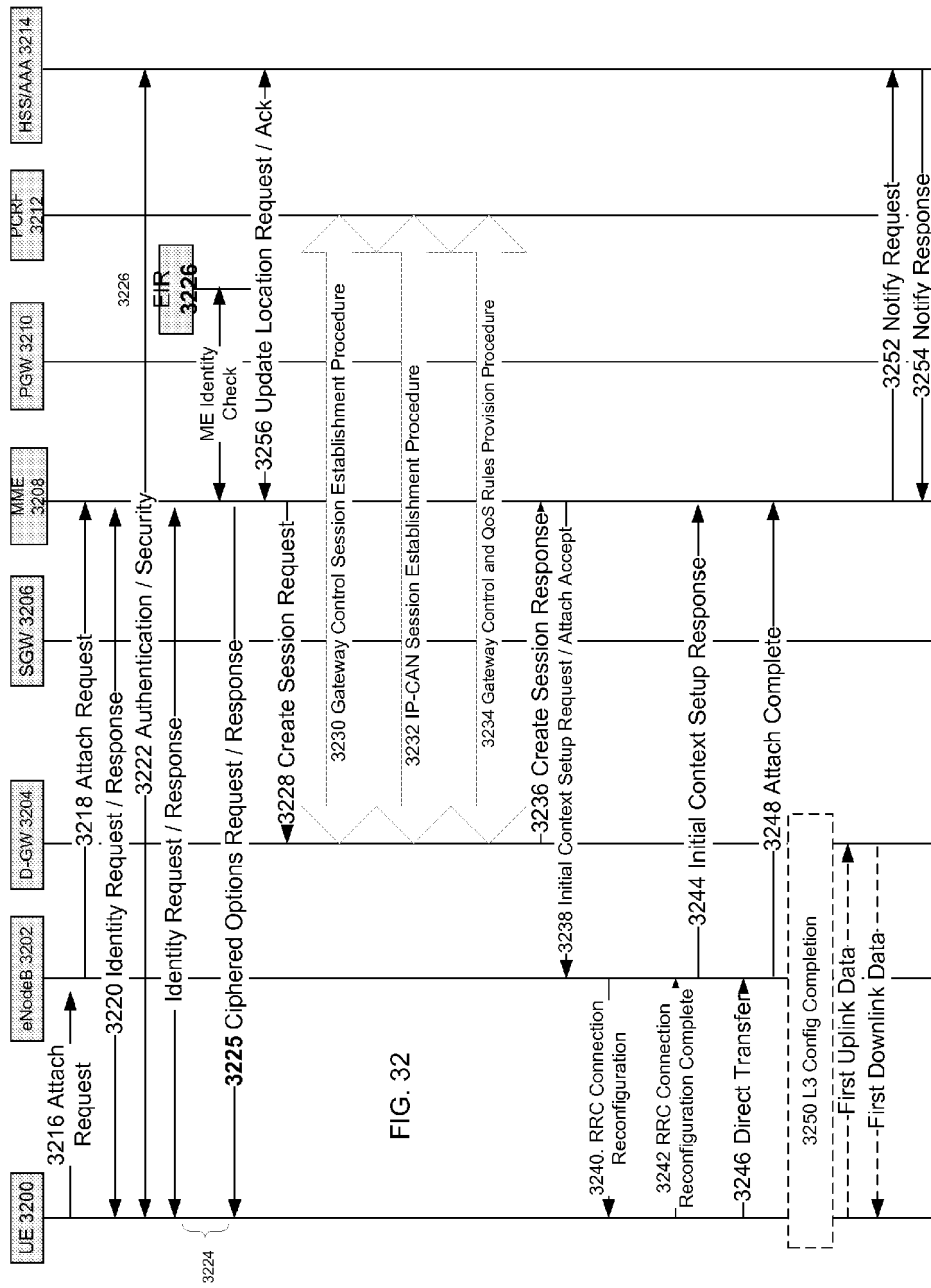 UE 3200
eNodeB 3202
D-GW 3204
SGW 3206
MME
3208
PGW 3210
PCRF
3212
HSS/AAA 3214
3216 Attach
Request
3218 Attach Request
3220 Identity Request / Response
3222 Authentication / Security
3226
Identity Request / Response
3224
EIR
3226
ME Identity
Check
3225 Ciphered Options Request / Response
3256 Update Location Request / Ack
3228 Create Session Request
3230 Gateway Control Session Establishment Procedure
3232 IP-CAN Session Establishment Procedure
3234 Gateway Control and QoS Rules Provision Procedure
FIG. 32
3236 Create Session Response
3238 Initial Context Setup Request / Attach Accept
3240. RRC Connection
Reconfiguration
3242 RRC Connection
Reconfiguration Complete
3244 Initial Context Setup Response
3246 Direct Transfer
3248 Attach Complete
3250 L3 Config Completion
First Uplink Data
First Downlink Data
3252 Notify Request
3254 Notify Response